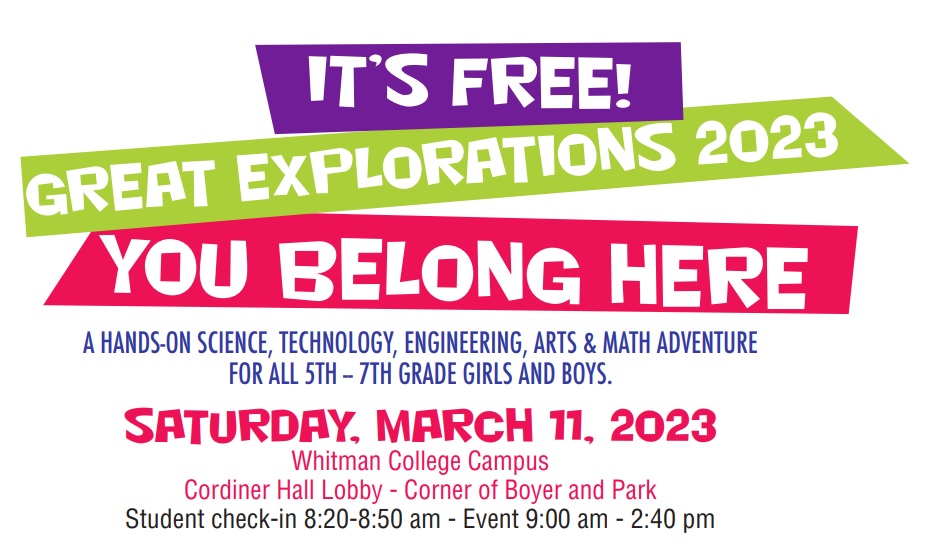 IT'S FREE!
GREAT EXPLORATIONS 2023
YOU BELONG HERE
A HANDS-ON SCIENCE, TECHNOLOGY, ENGINEERING, ARTS & MATH ADVENTURE
FOR ALL 5TH – 7TH GRADE GIRLS AND BOYS.
SATURDAY, MARCH 11, 2023
Whitman College Campus
Cordiner Hall Lobby - Corner of Boyer and Park
Student check-in 8:20-8:50 am - Event 9:00 am - 2:40 pm